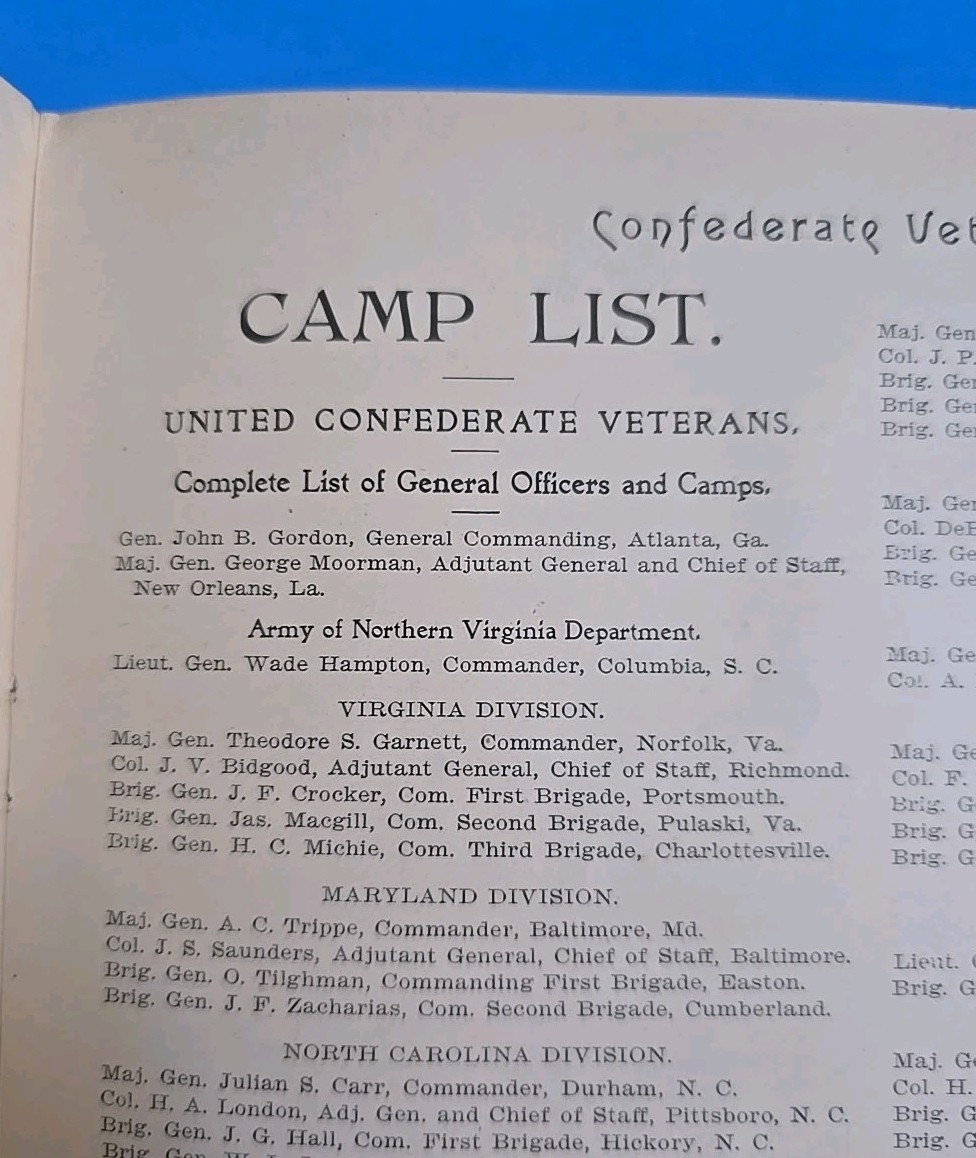 Confederate
CAMP LIST.
UNITED CONFEDERATE VETERANS,
Complete List of General Officers and Camps.
Gen. John B. Gordon, General Commanding, Atlanta, Ga.
Maj. Gen. George Moorman, Adjutant General and Chief of Staff,
New Orleans, La.
Army of Northern Virginia Department.
Lieut. Gen. Wade Hampton, Commander, Columbia, S. C.
VIRGINIA DIVISION.
Maj. Gen. Theodore S. Garnett, Commander, Norfolk, Va.
Col. J. V. Bidgood, Adjutant General, Chief of Staff, Richmond.
Brig. Gen. J. F. Crocker, Com. First Brigade, Portsmouth.
Brig. Gen. Jas. Macgill, Com. Second Brigade, Pulaski, Va.
Brig. Gen. H. C. Michie, Com. Third Brigade, Charlottesville.
MARYLAND DIVISION.
Maj. Gen. A. C. Trippe, Commander, Baltimore, Md.
Col. J. S. Saunders, Adjutant General, Chief of Staff, Baltimore.
Brig. Gen. O. Tilghman, Commanding First Brigade, Easton.
Brig. Gen. J. F. Zacharias, Com. Second Brigade, Cumberland.
NORTH CAROLINA DIVISION.
Maj. Gen. Julian S. Carr, Commander, Durham, N. C.
Col. H. A. London, Adj. Gen. and Chief of Staff, Pittsboro, N. C.
Brig. Gen. J. G. Hall, Com. First Brigade, Hickory, N. C.
Brig. Gen.
Maj. Gen
Col. J. P.
Brig.
Brig.
Brig.
Maj.
Col.
Brig.
Brig.
Maj.
Col. A.
Maj.
Col. F.
Brig.
Brig.
Brig.
Lieut.
Brig.
Maj.
Col. H.
Brig.
Brig.